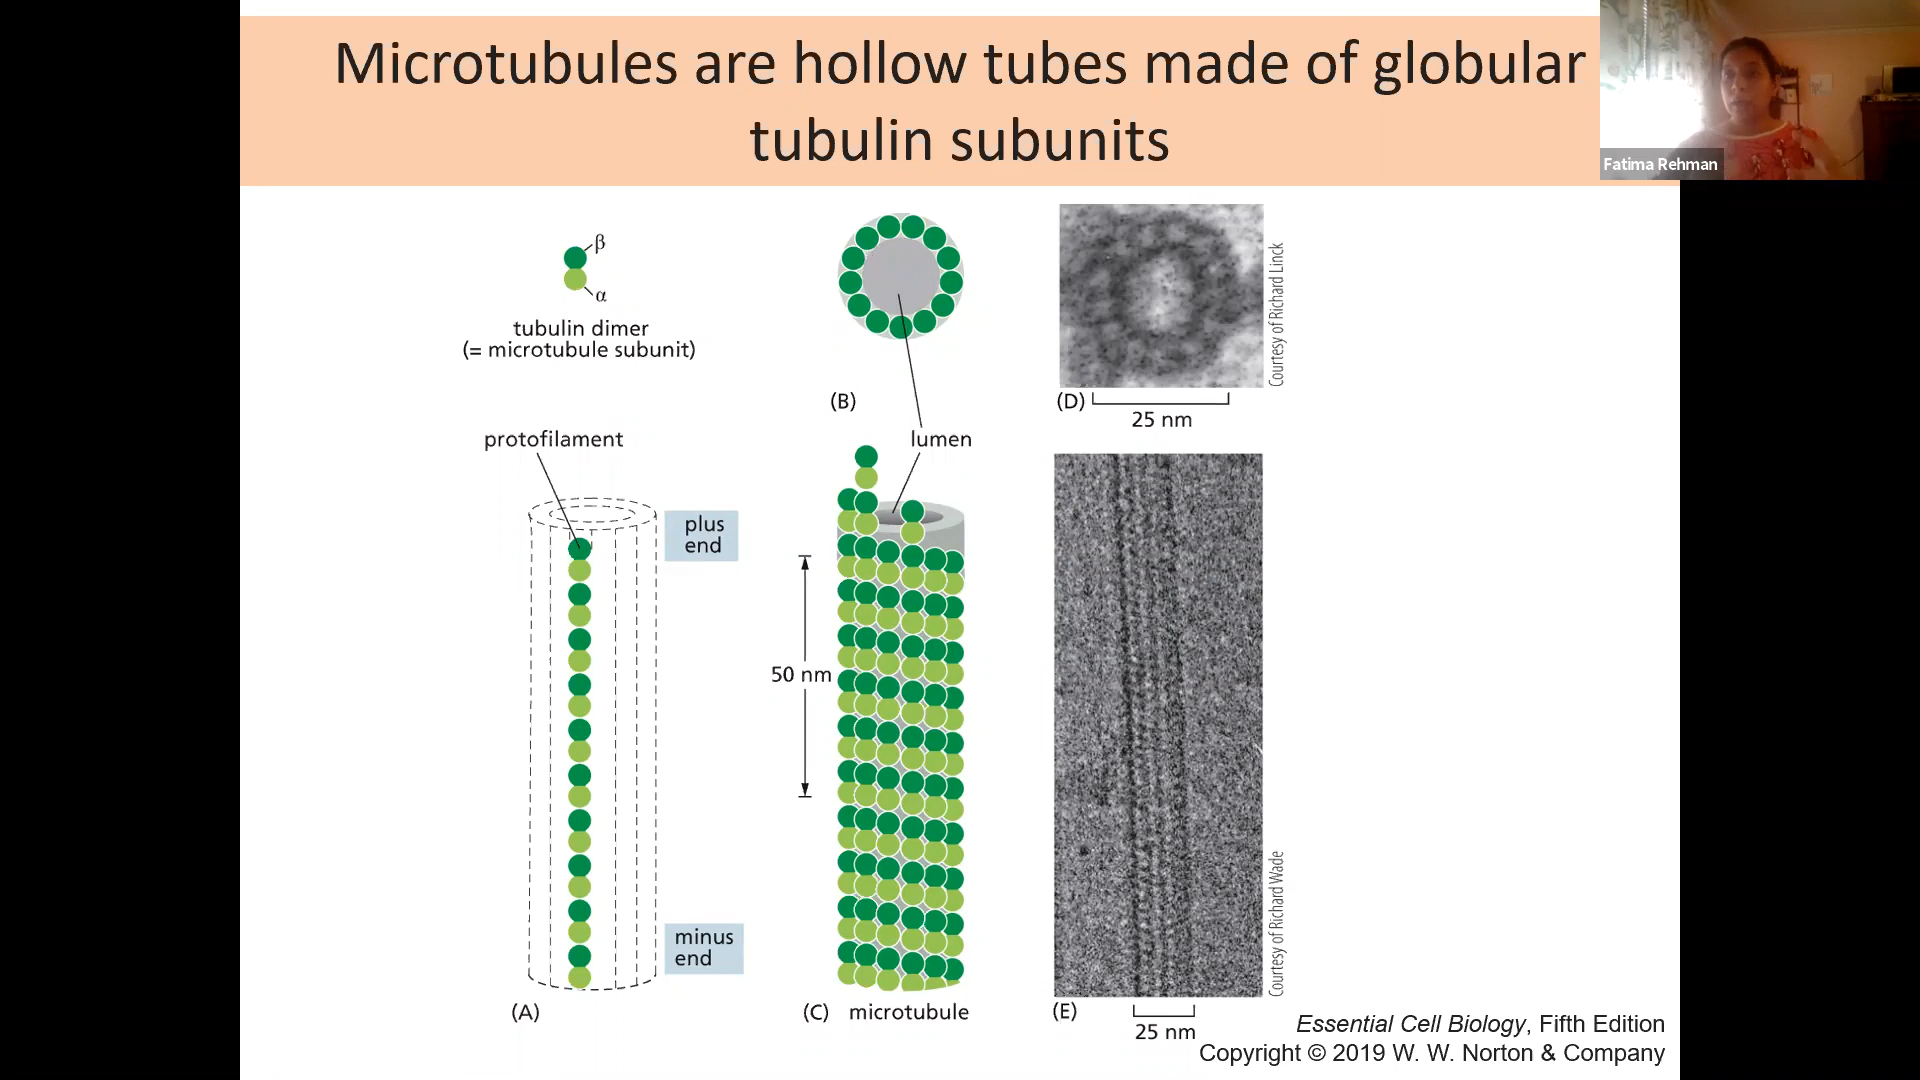 Microtubules are hollow tubes made of globular
tubulin subunits
Fatima Rehman
β
α
tubulin dimer
(= microtubule subunit)
protofilament
plus
end
minus
end
(A)
(B)
lumen
50 nm
(C) microtubule
Courtesy of Richard Linck
(D)
25 nm
Courtesy of Richard Wade
(E)
25 nm
Essential Cell Biology, Fifth Edition
Copyright © 2019 W. W. Norton & Company